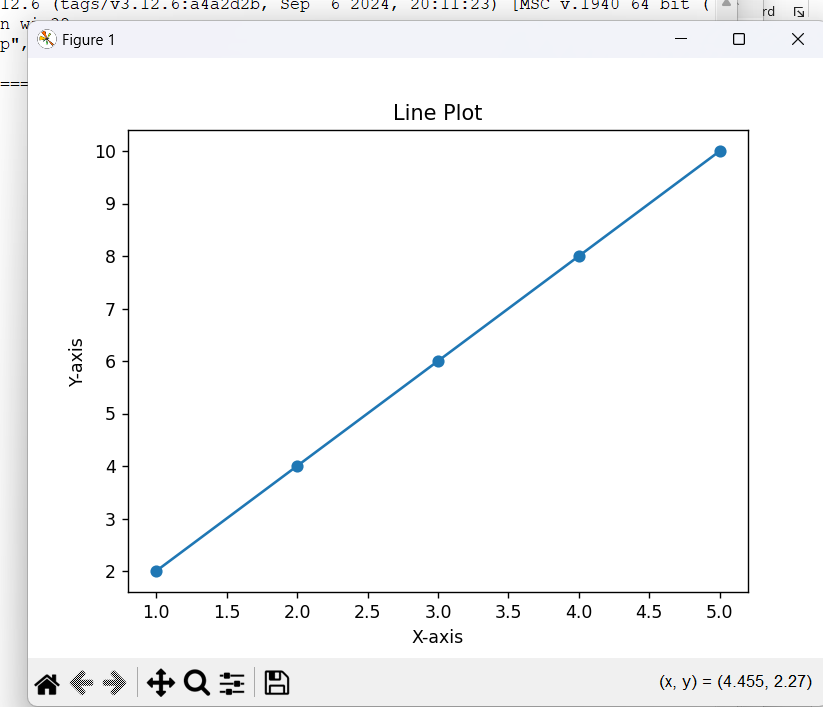 12.6 (tags/v3.12.6:a4a2d2b, Sep  6 2024, 20:11:23) [MSC v.1940 64 bit (
rd
n
p",
===
Figure 1
Line Plot
10
9
8
7
6
5
4
3
2
Y-axis
1.0 1.5 2.0 2.5 3.0 3.5 4.0 4.5 5.0
X-axis
(x, y) = (4.455, 2.27)